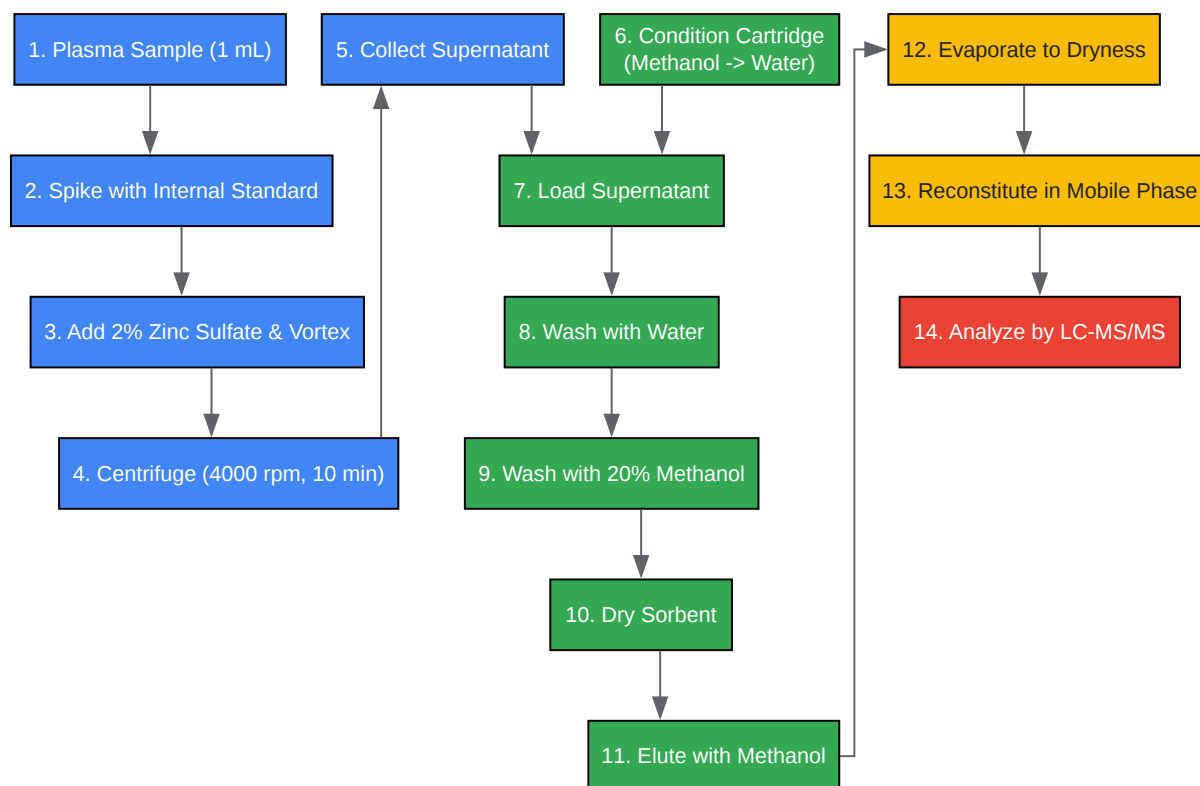 1. Plasma Sample (1 mL)
2. Spike with Internal Standard
3. Add 2% Zinc Sulfate & Vortex
4. Centrifuge (4000 rpm, 10 min)
5. Collect Supernatant
6. Condition Cartridge
(Methanol -> Water)
7. Load Supernatant
8. Wash with Water
9. Wash with 20% Methanol
10. Dry Sorbent
11. Elute with Methanol
12. Evaporate to Dryness
13. Reconstitute in Mobile Phase
14. Analyze by LC-MS/MS